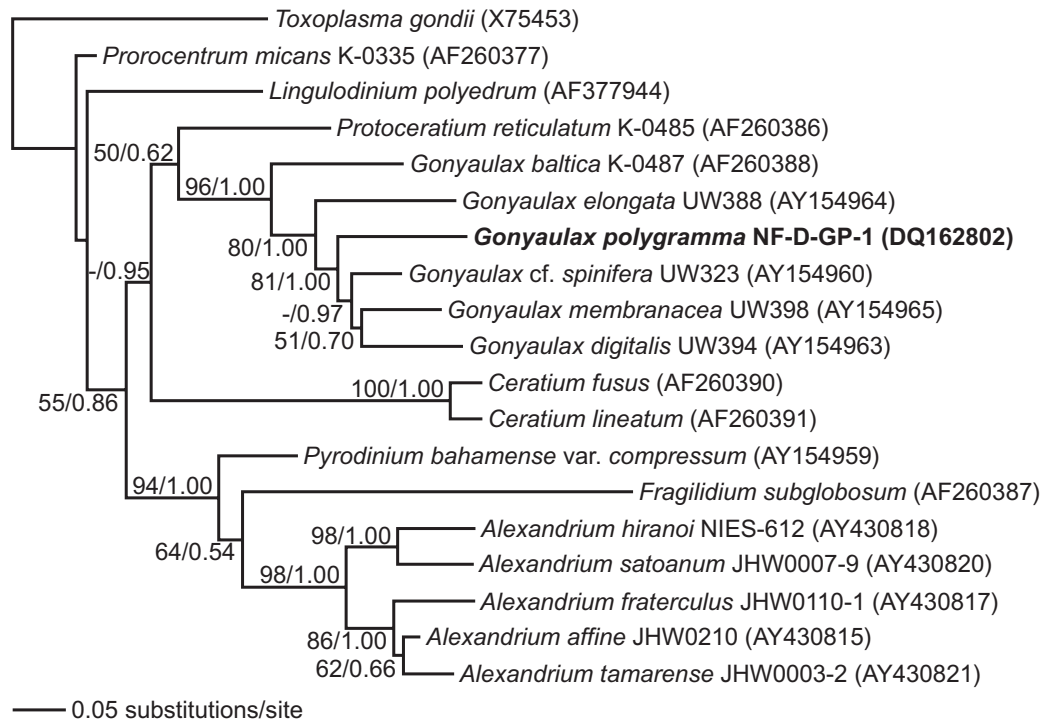 Toxoplasma gondii (X75453)
Prorocentrum micans K-0335 (AF260377)
Lingulodinium polyedrum (AF377944)
Protoceratium reticulatum K-0485 (AF260386)
50/0.62
Gonyaulax baltica K-0487 (AF260388)
96/1.00
Gonyaulax elongata UW388 (AY154964)
Gonyaulax polygramma NF-D-GP-1 (DQ162802)
80/1.00
-/0.95
Gonyaulax cf. spinifera UW323 (AY154960)
81/1.00
Gonyaulax membranacea UW398 (AY154965)
-/0.97
51/0.70
Gonyaulax digitalis UW394 (AY154963)
Ceratium fusus (AF260390)
100/1.00
55/0.86
Ceratium lineatum (AF260391)
Pyrodinium bahamense var. compressum (AY154959)
94/1.00
Fragilidium subglobosum (AF260387)
Alexandrium hiranoi NIES-612 (AY430818)
98/1.00
64/0.54
Alexandrium satoanum JHW0007-9 (AY430820)
98/1.00
Alexandrium fraterculus JHW0110-1 (AY430817)
Alexandrium affine JHW0210 (AY430815)
86/1.00
62/0.66
Alexandrium tamarense JHW0003-2 (AY430821)
0.05 substitutions/site